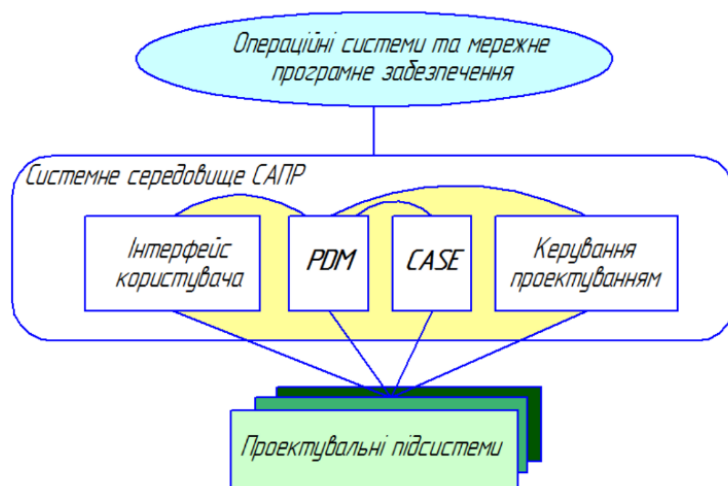 Операційні системи та мережне
програмне забезпечення
Системне середовище САПР
Інтерфейс
користувача
PDM
CASE
Керування
проектуванням
Проектувальні підсистеми